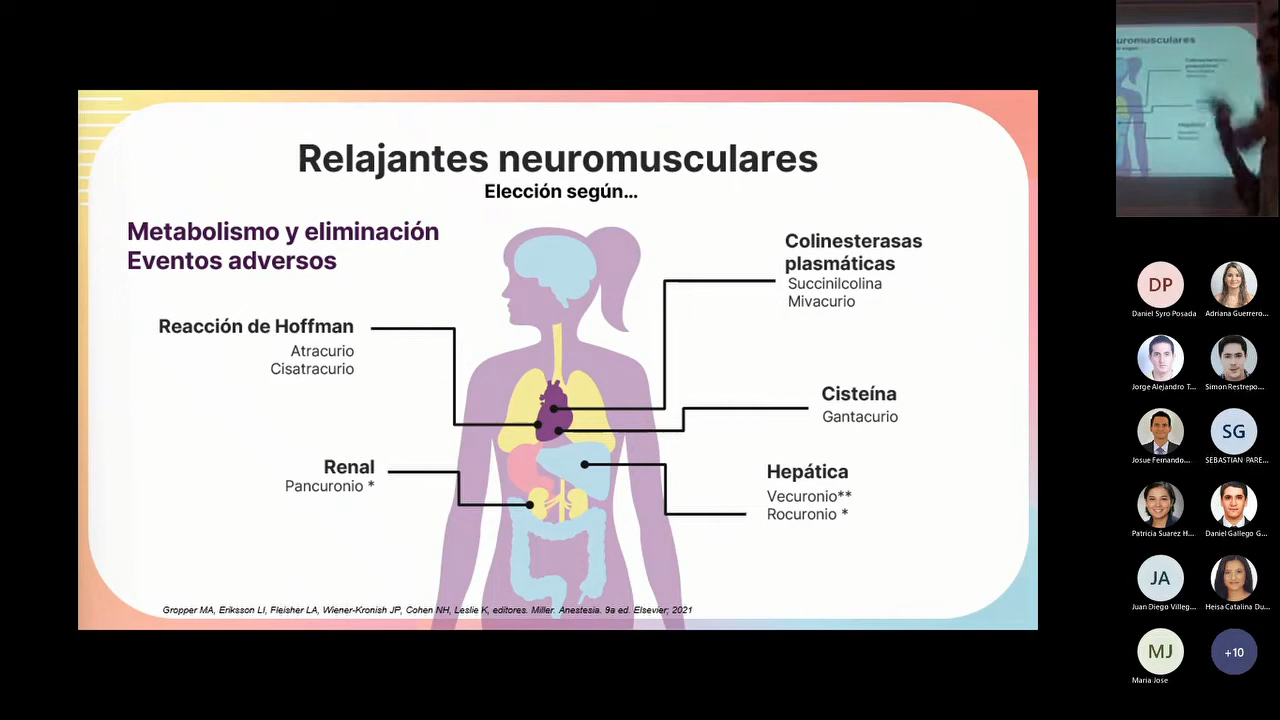 Relajantes neuromusculares
Elección según...
Metabolismo y eliminación
Eventos adversos
Reacción de Hoffman
Atracurio
Cisatracurio
Renal
Pancuronio *
Colinesterasas
plasmáticas
Succinilcolina
Mivacurio
Cisteína
Gantacurio
Hepática
Vecuronio**
Rocuronio *
Gropper MA, Eriksson LI, Fleisher LA, Wiener-Kronish JP, Cohen NH, Leslie K, editores. Miller. Anestesia. 9a ed. Elsevier; 2021
uromusculares
DP
Daniel Syro Posada
Adriana Guerrero...
Jorge Alejandro T...
Simon Restrepo...
Josue Fernando...
SG
SEBASTIAN PARE...
Patricia Suarez H...
Daniel Gallego G...
JA
Juan Diego Villeg...
Heisa Catalina Du...
MJ
Maria Jose
+10